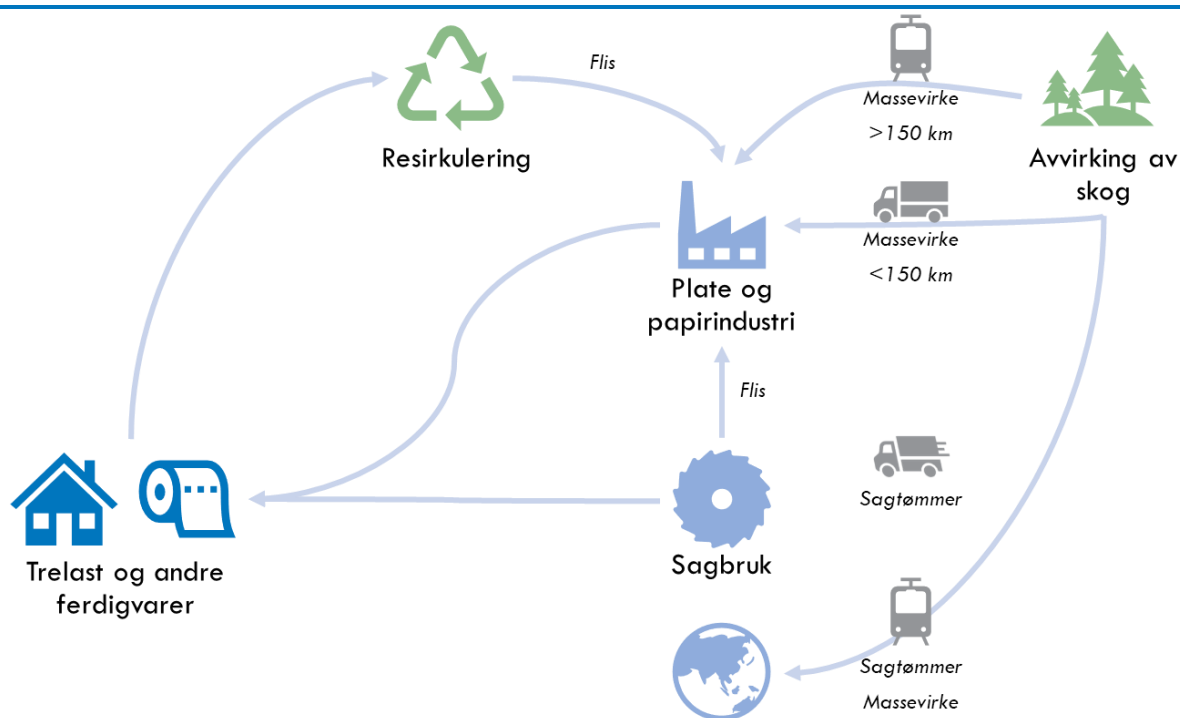 Flis
Massevirke
>150 km
Resirkulering
Avvirking av
skog
Massevirke
<150 km
Plate og
papirindustri
Flis
Sagtømmer
Sagbruk
Trelast og andre
ferdigvarer
Sagtømmer
Massevirke